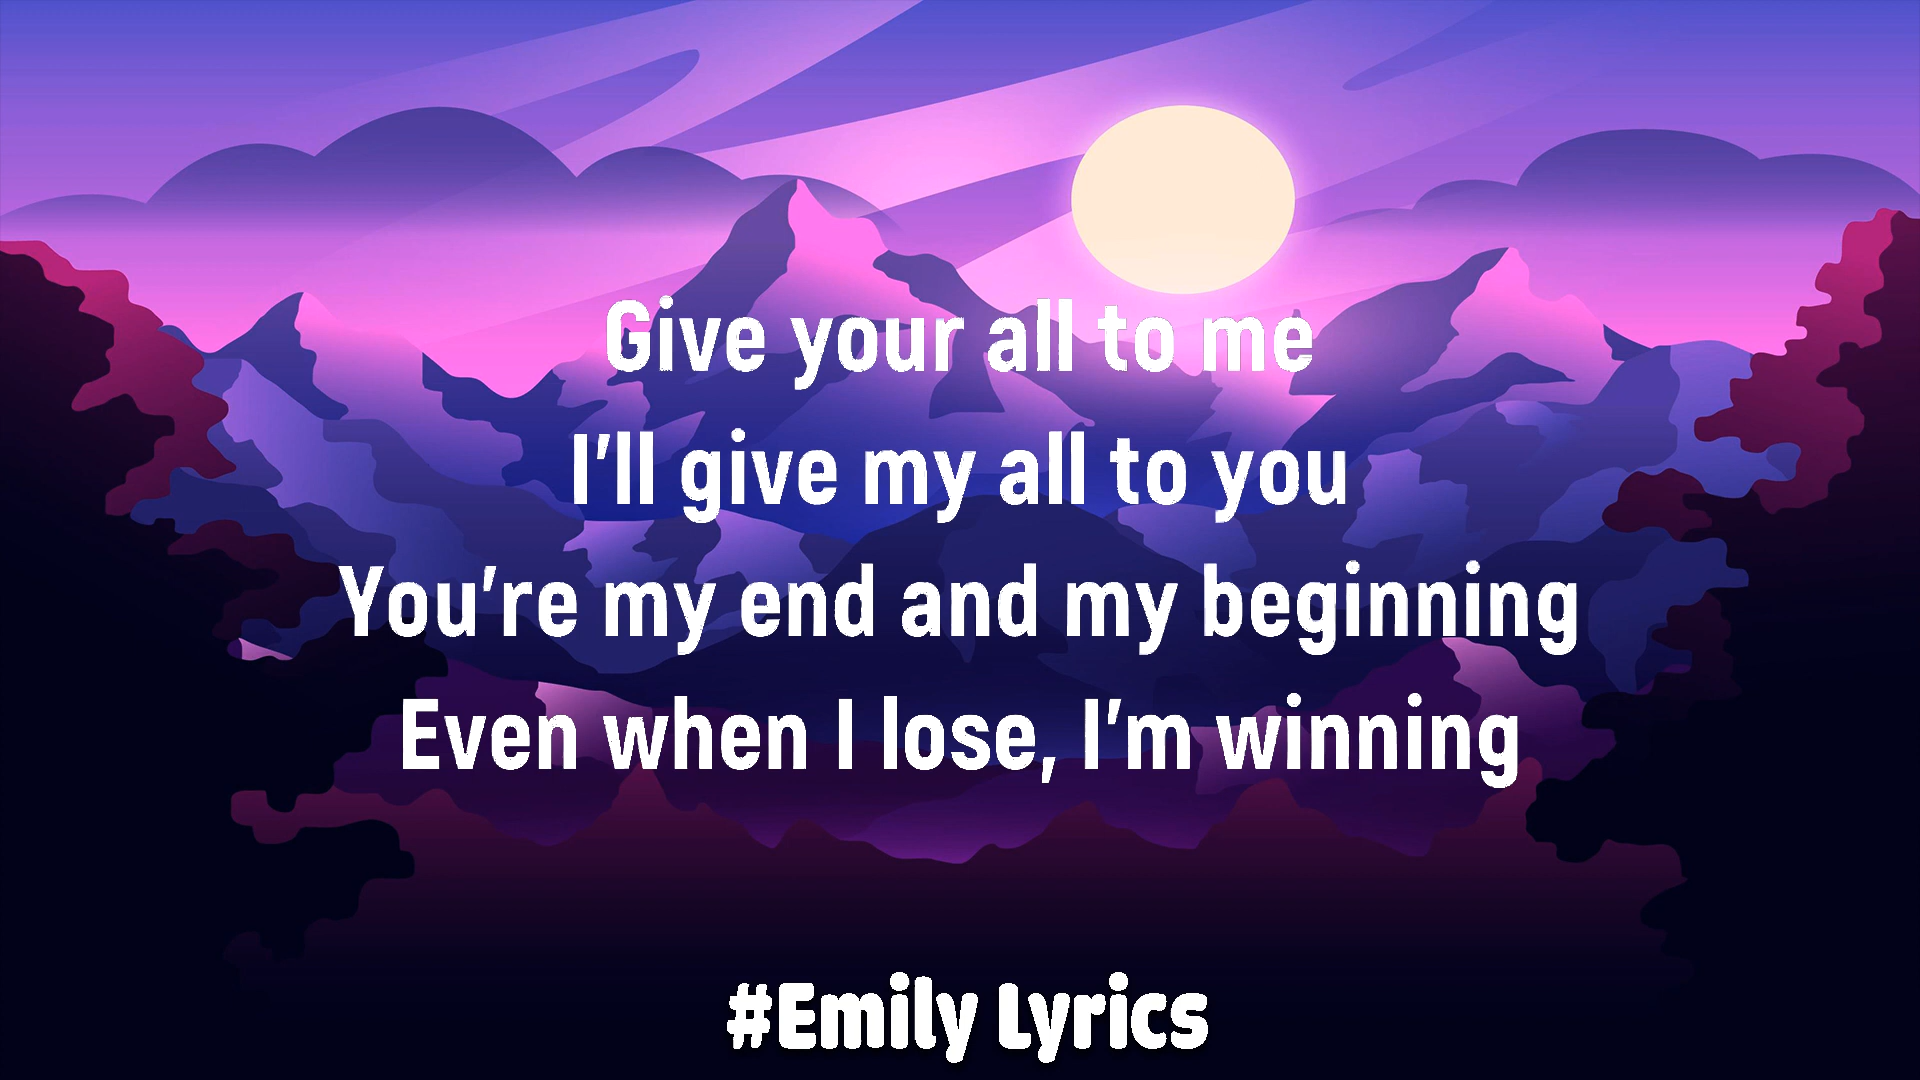 Give your all to me
I'll give my all to you
You're my end and my beginning
Even when I lose, I'm winning
#Emily Lyrics